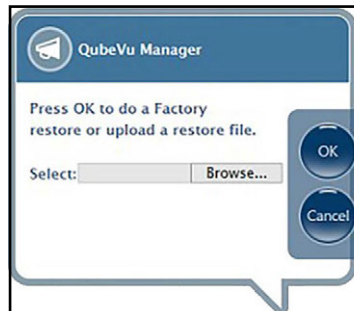 QubeVu Manager
Press OK to do a Factory
restore or upload a restore file.
Select:
Browse...
OK
Cancel